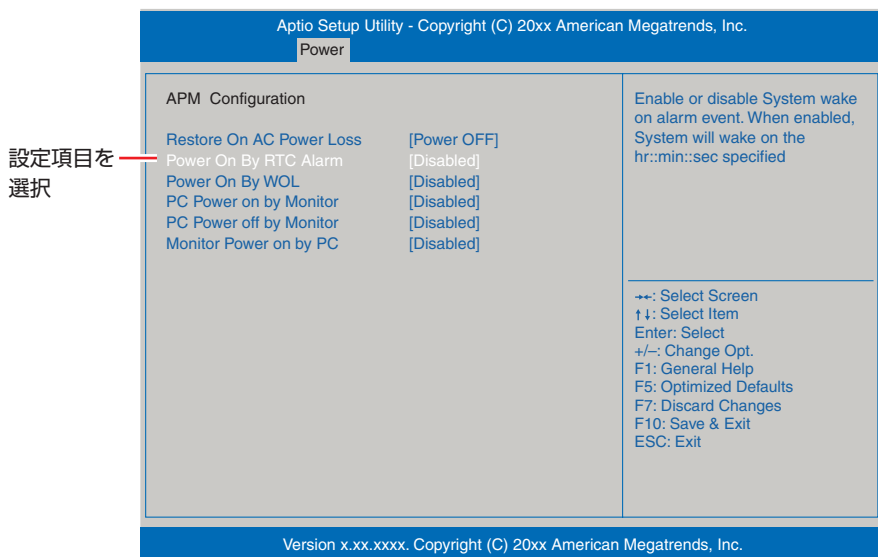 Aptio Setup Utility - Copyright (C) 20xx American Megatrends, Inc.
Power
APM Configuration
Restore On AC Power Loss [Power OFF]
Power On By RTC Alarm [Disabled]
Power On By WOL [Disabled]
PC Power on by Monitor [Disabled]
PC Power off by Monitor [Disabled]
Monitor Power on by PC [Disabled]
設定項目を
選択
Enable or disable System wake
on alarm event. When enabled,
System will wake on the
hr::min::sec specified
→←: Select Screen
↑↓: Select Item
Enter: Select
+/–: Change Opt.
F1: General Help
F5: Optimized Defaults
F7: Discard Changes
F10: Save & Exit
ESC: Exit
Version x.xx.xxxx. Copyright (C) 20xx American Megatrends, Inc.